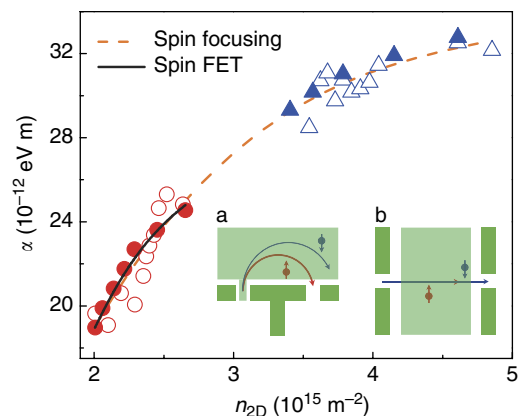 Spin focusing
Spin FET
32
28
24
20
α (10⁻¹² eV m)
a
b
2
3
4
5
n2D (10¹⁵ m⁻²)